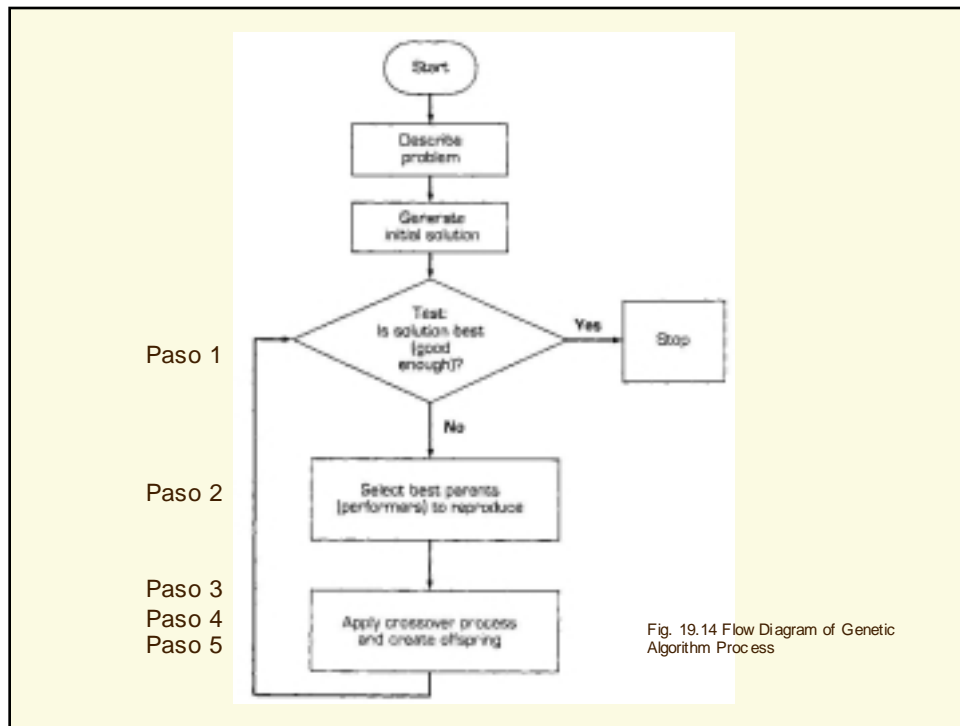 Start
Describe
problem
Generate
initial solution
Test:
Is solution best
(good
enough)?
Yes
Stop
Paso 1
No
Paso 2
Select best parents
(performers) to reproduce
Paso 3
Paso 4
Paso 5
Apply crossover process
and create offspring
Fig. 19.14 Flow Diagram of Genetic
Algorithm Process